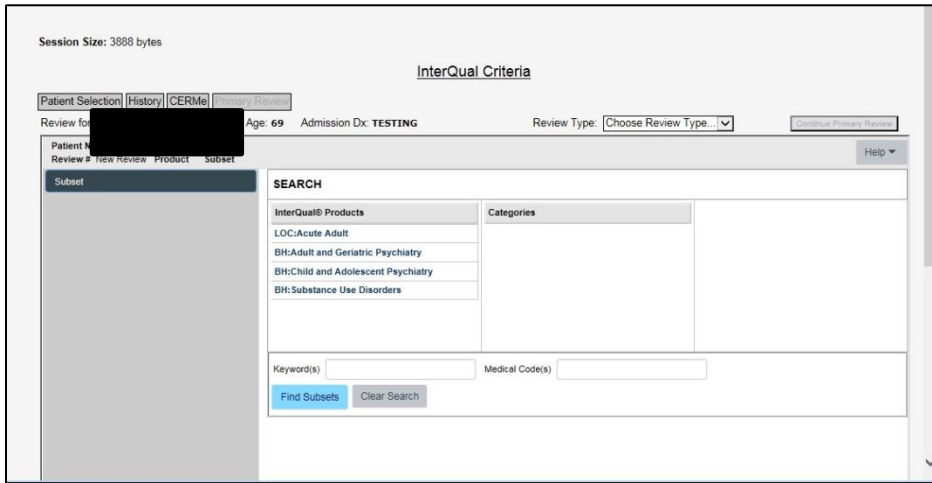 Session Size: 3888 bytes
InterQual Criteria
Patient Selection History CERMe Primary Review
Review for Age: 69 Admission Dx: TESTING Review Type: Choose Review Type... Continue Primary Review
Patient
Review # New Review Product Subset Help
Subset
SEARCH
InterQual® Products Categories
LOC:Acute Adult
BH:Adult and Geriatric Psychiatry
BH:Child and Adolescent Psychiatry
BH:Substance Use Disorders
Keyword(s) Medical Code(s)
Find Subsets Clear Search